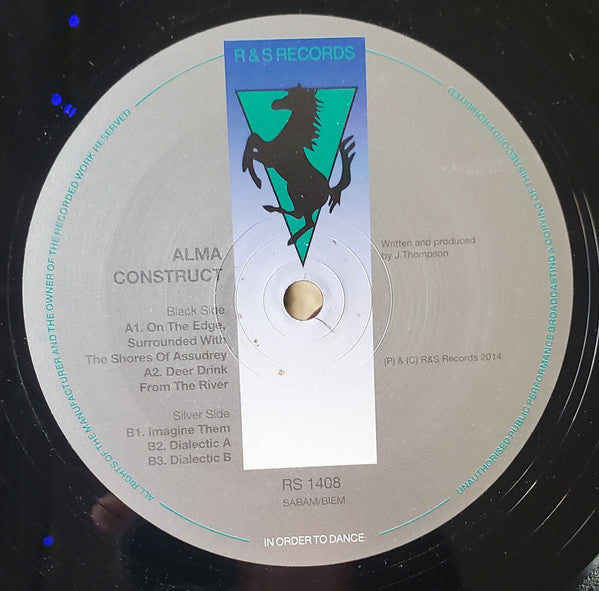 R & S RECORDS
ALL RIGHTS OF THE MANUFACTURER AND THE OWNER OF THE RECORDED WORK RESERVED
UNAUTHORISED PUBLIC PERFORMANCE BROADCASTING & COPYING OF THIS RECORD PROHIBITED
ALMA
CONSTRUCT
Written and produced
by J.Thompson
Black Side
A1. On The Edge,
Surrounded With
The Shores Of Assudrey
A2. Deer Drink
From The River
(P) & (C) R&S Records 2014
Silver Side
B1. Imagine Them
B2. Dialectic A
B3. Dialectic B
RS 1408
SABAM/BIEM
IN ORDER TO DANCE